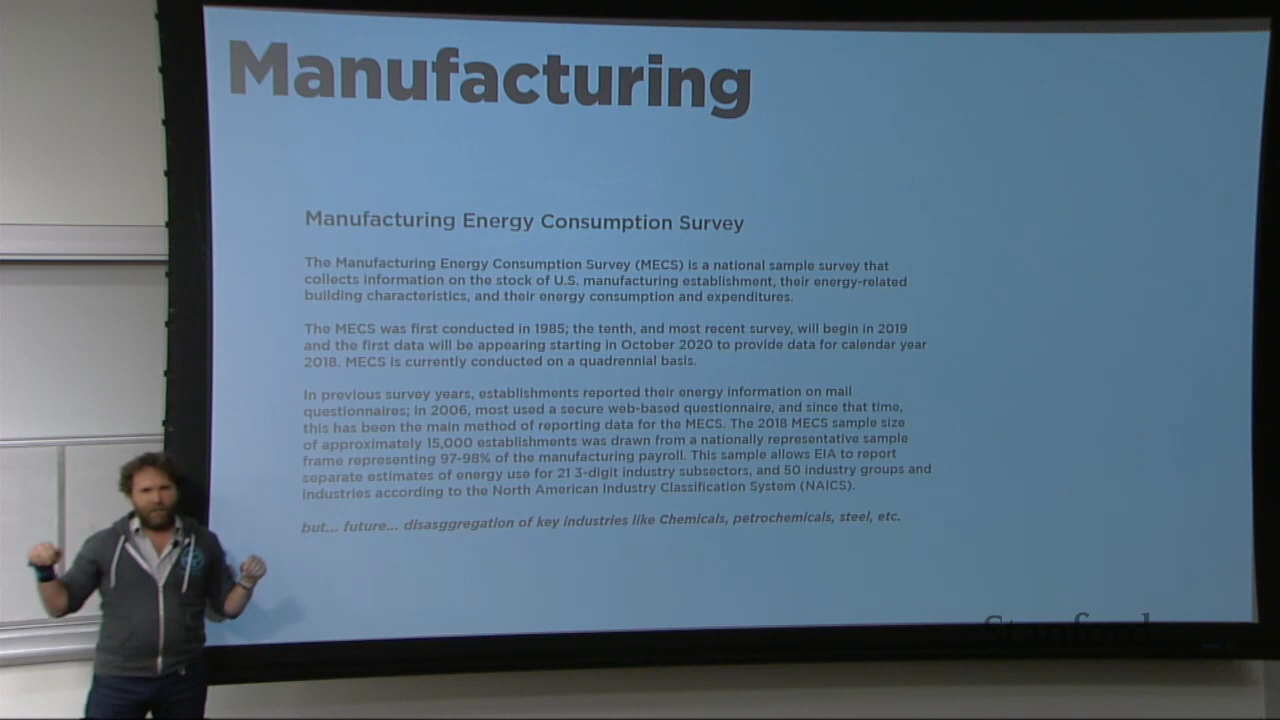 Manufacturing
Manufacturing Energy Consumption Survey
The Manufacturing Energy Consumption Survey (MECS) is a national sample survey that
collects information on the stock of U.S. manufacturing establishment, their energy-related
building characteristics, and their energy consumption and expenditures.
The MECS was first conducted in 1985; the tenth, and most recent survey, will begin in 2019
and the first data will be appearing starting in October 2020 to provide data for calendar year
2018. MECS is currently conducted on a quadrennial basis.
In previous survey years, establishments reported their energy information on mail
questionnaires; in 2006, most used a secure web-based questionnaire, and since that time,
this has been the main method of reporting data for the MECS. The 2018 MECS sample size
of approximately 15,000 establishments was drawn from a nationally representative sample
frame representing 97-98% of the manufacturing payroll. This sample allows EIA to report
separate estimates of energy use for 21 3-digit industry subsectors, and 50 industry groups and
industries according to the North American Industry Classification System (NAICS).
but... future... disasggregation of key industries like Chemicals, petrochemicals, steel, etc.
Stanford